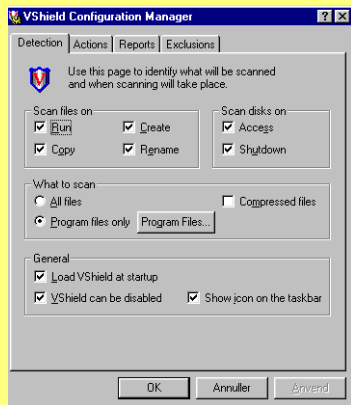 VShield Configuration Manager
Detection Actions Reports Exclusions
Use this page to identify what will be scanned
and when scanning will take place.
Scan files on
Run Create
Copy Rename
Scan disks on
Access
Shutdown
What to scan
All files Compressed files
Program files only Program Files...
General
Load VShield at startup
VShield can be disabled Show icon on the taskbar
OK Annuller Anvend